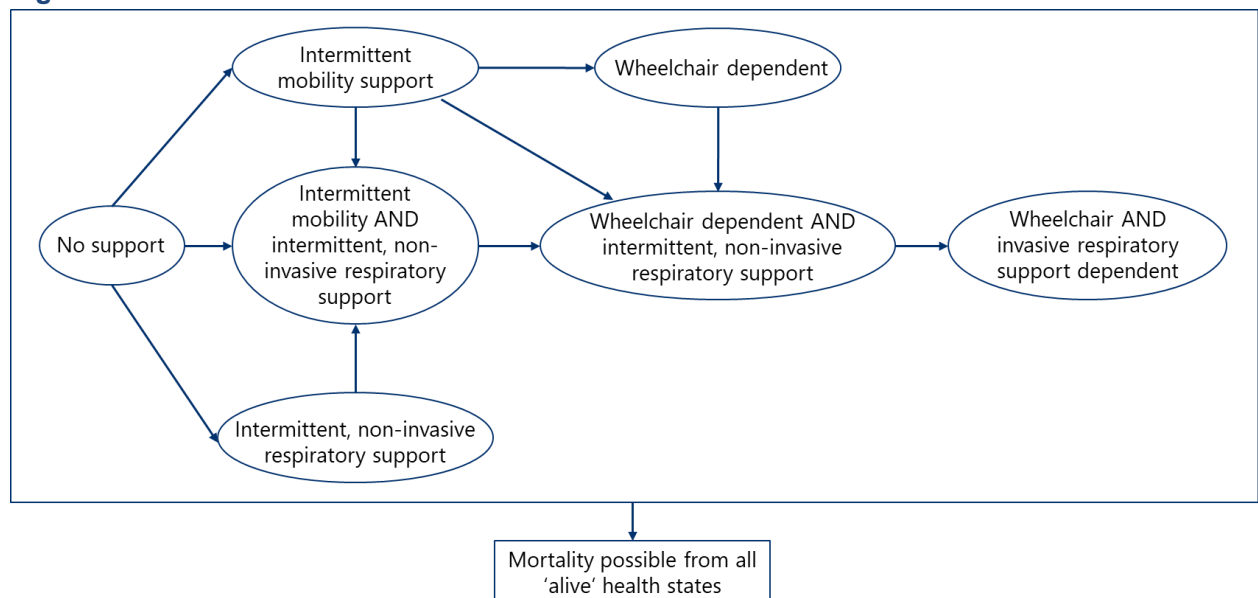 Intermittent
mobility support
Wheelchair dependent
No support
Intermittent
mobility AND
intermittent, non-
invasive respiratory
support
Wheelchair dependent AND
intermittent, non-invasive
respiratory support
Wheelchair AND
invasive respiratory
support dependent
Intermittent, non-invasive
respiratory support
Mortality possible from all
‘alive‘ health states